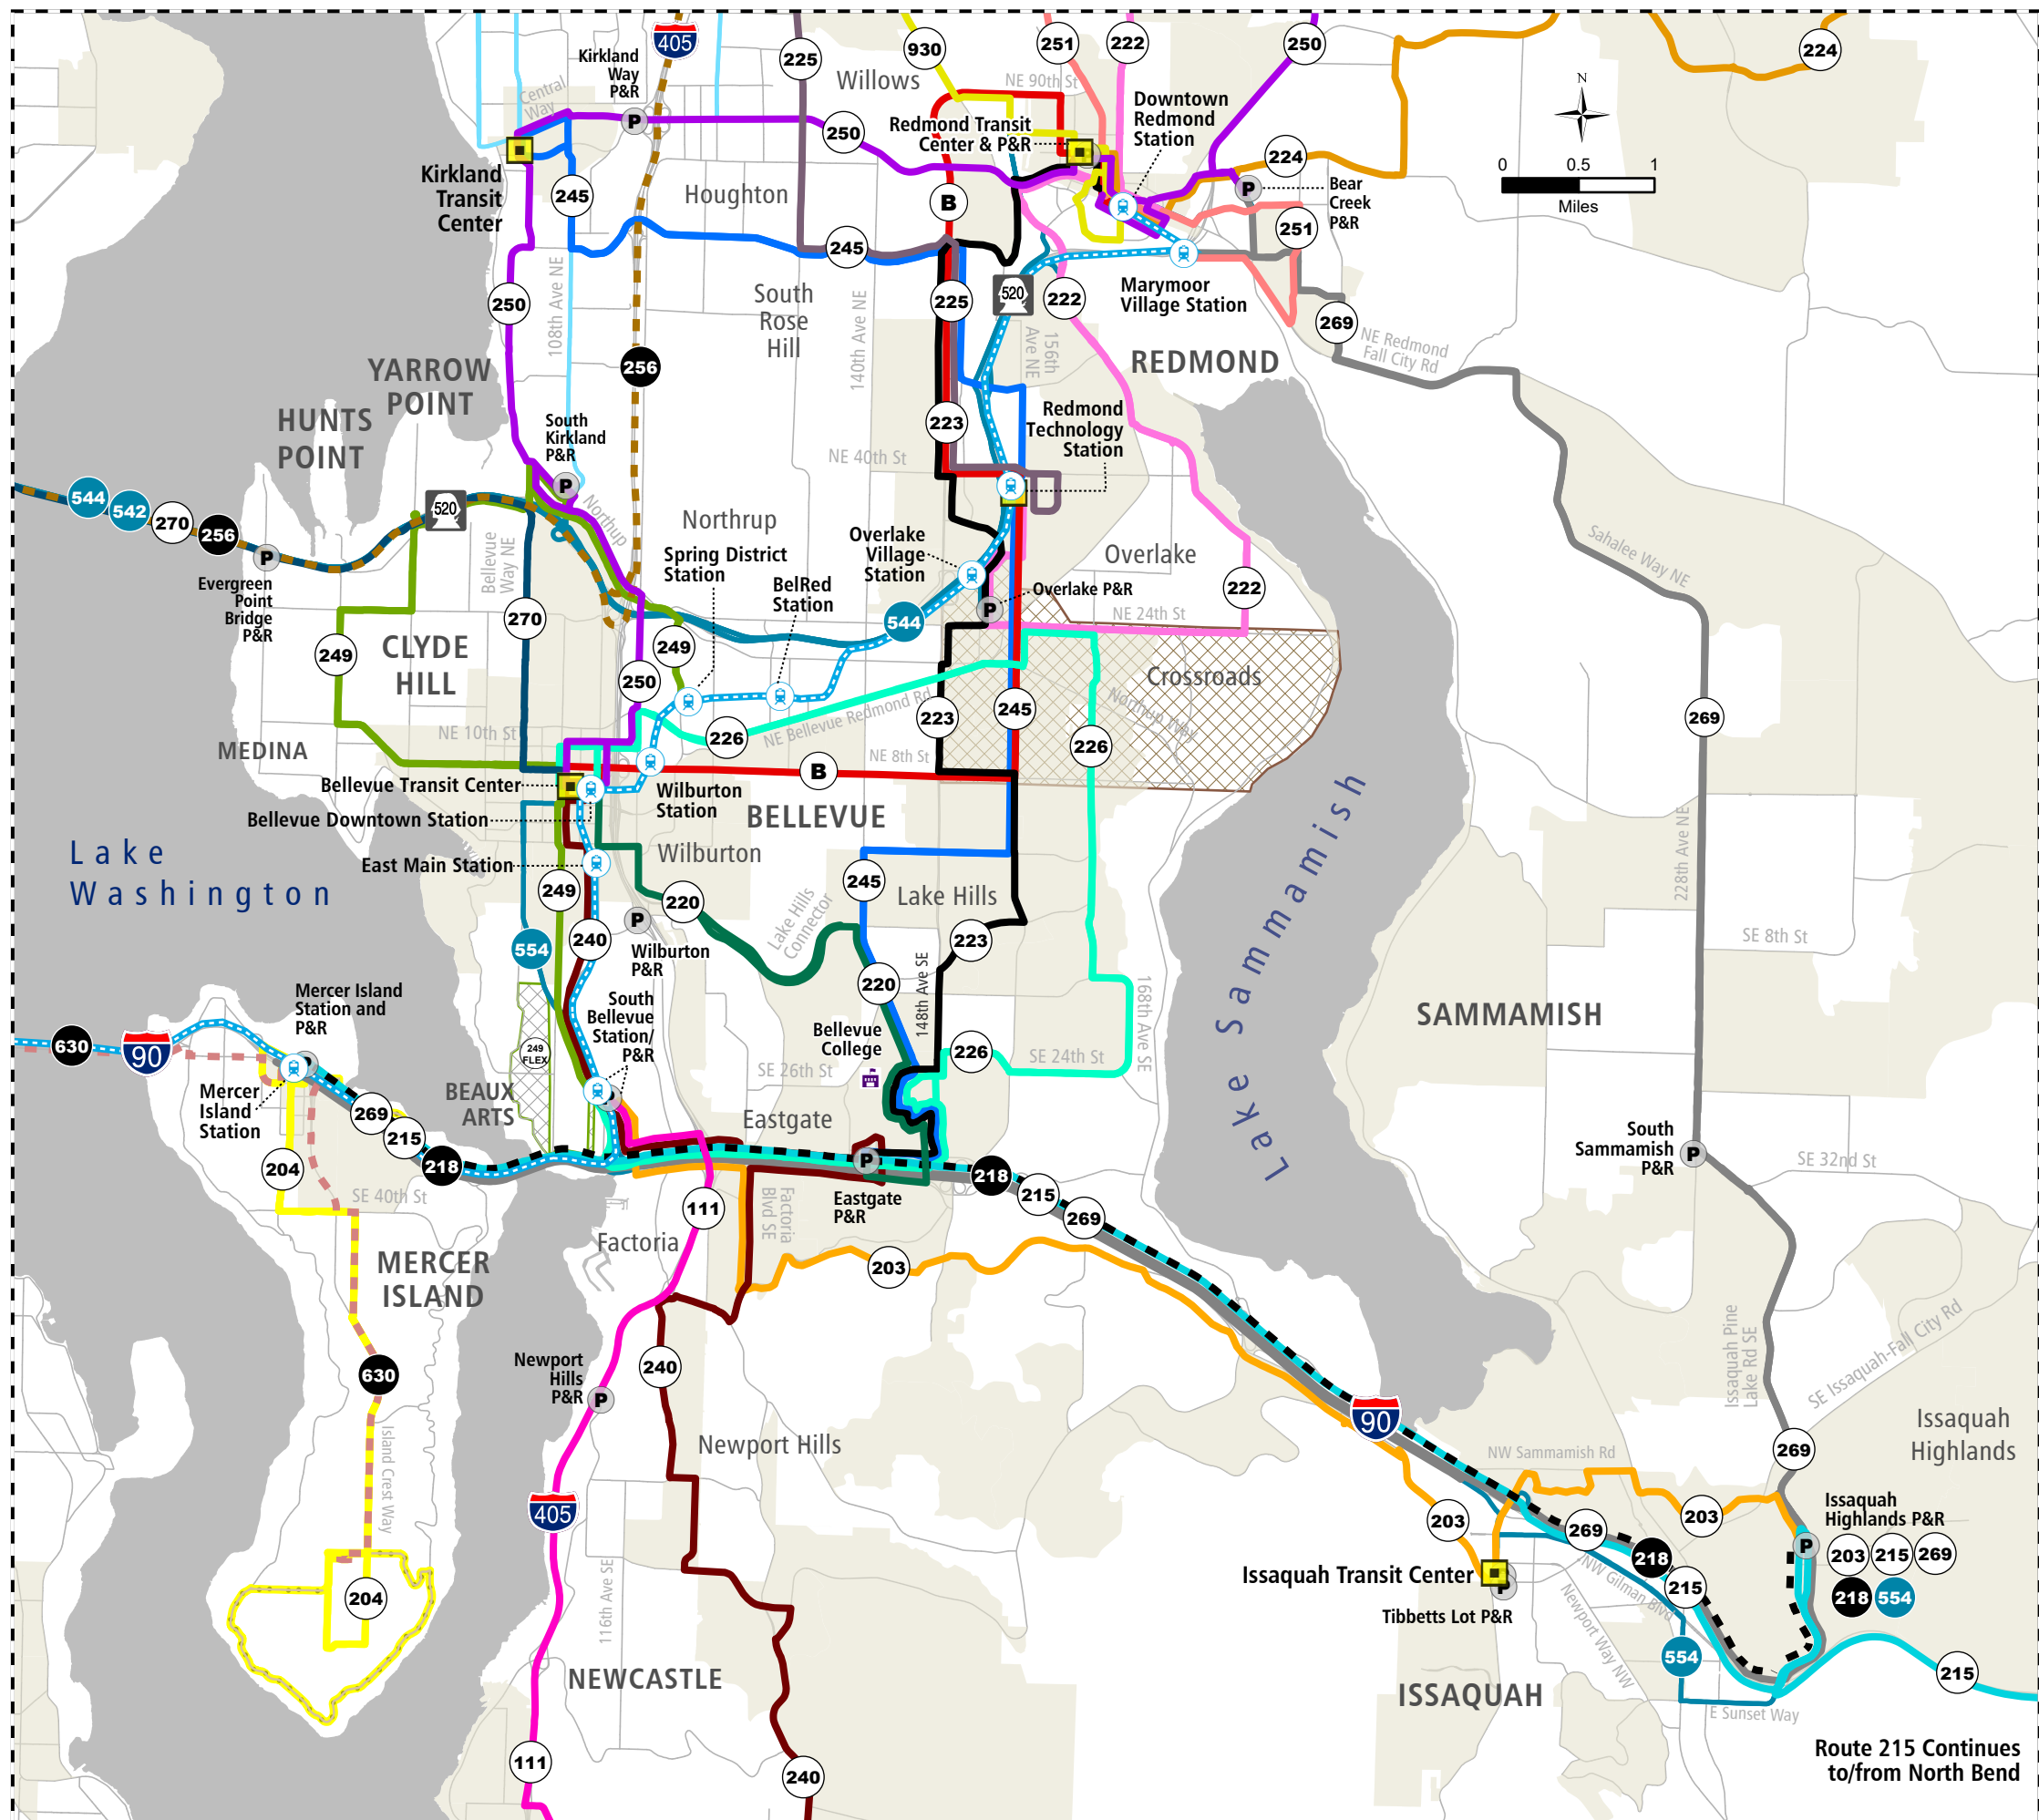 405
Kirkland
Way
P&R
225
930
251
222
250
224
Willows
NE 90th St
Central
Way
N
Downtown
Redmond
Station
Redmond Transit
Center & P&R
250
224
0 0.5 1
Miles
Kirkland
Transit
Center
245
Houghton
B
Bear
Creek
P&R
251
245
250
108th Ave NE
South
Rose
Hill
140th Ave NE
225
520
222
156th
Ave NE
Marymoor
Village Station
269
NE Redmond
Fall City Rd
REDMOND
YARROW
POINT
256
HUNTS
POINT
South
Kirkland
P&R
223
NE 40th St
Redmond
Technology
Station
544
542
270
256
520
Northup
Northrup
Bellevue
Way NE
Evergreen
Point
Bridge
P&R
Spring District
Station
BelRed
Station
Overlake
Village
Station
Overlake
Overlake P&R
222
NE 24th St
Sahalee Way NE
270
544
249
CLYDE
HILL
249
250
Crossroads
Northup Way
223
245
226
269
NE 10th St
226
NE Bellevue Redmond Rd
NE 8th St
MEDINA
B
Bellevue Transit Center
Bellevue Downtown Station
Wilburton
Station
BELLEVUE
East Main Station
Wilburton
Lake
Washington
249
220
245
Lake Hills
Lake Hills
Connector
228th Ave NE
SE 8th St
554
240
Wilburton
P&R
223
220
148th Ave SE
168th Ave SE
Lake Sammamish
SAMMAMISH
Mercer Island
Station and
P&R
South
Bellevue
Station/
P&R
Bellevue
College
630
90
249
FLEX
226
SE 24th St
SE 26th St
Mercer
Island
Station
BEAUX
ARTS
Eastgate
269
215
218
204
SE 40th St
South
Sammamish
P&R
SE 32nd St
218
215
269
Eastgate
P&R
111
Factoria
Blvd SE
Factoria
203
MERCER
ISLAND
Newport
Hills
P&R
240
630
Island Crest Way
Issaquah Pine
Lake Rd SE
SE Issaquah-Fall City Rd
90
Issaquah
Highlands
Newport Hills
NW Sammamish Rd
269
405
203
203
269
218
215
Issaquah
Highlands P&R
203
215
269
218
554
Issaquah Transit Center
Tibbetts Lot P&R
NW Gilman Blvd
Newport Way NW
116th Ave SE
204
NEWCASTLE
554
215
ISSAQUAH
E Sunset Way
111
240
Route 215 Continues
to/from North Bend